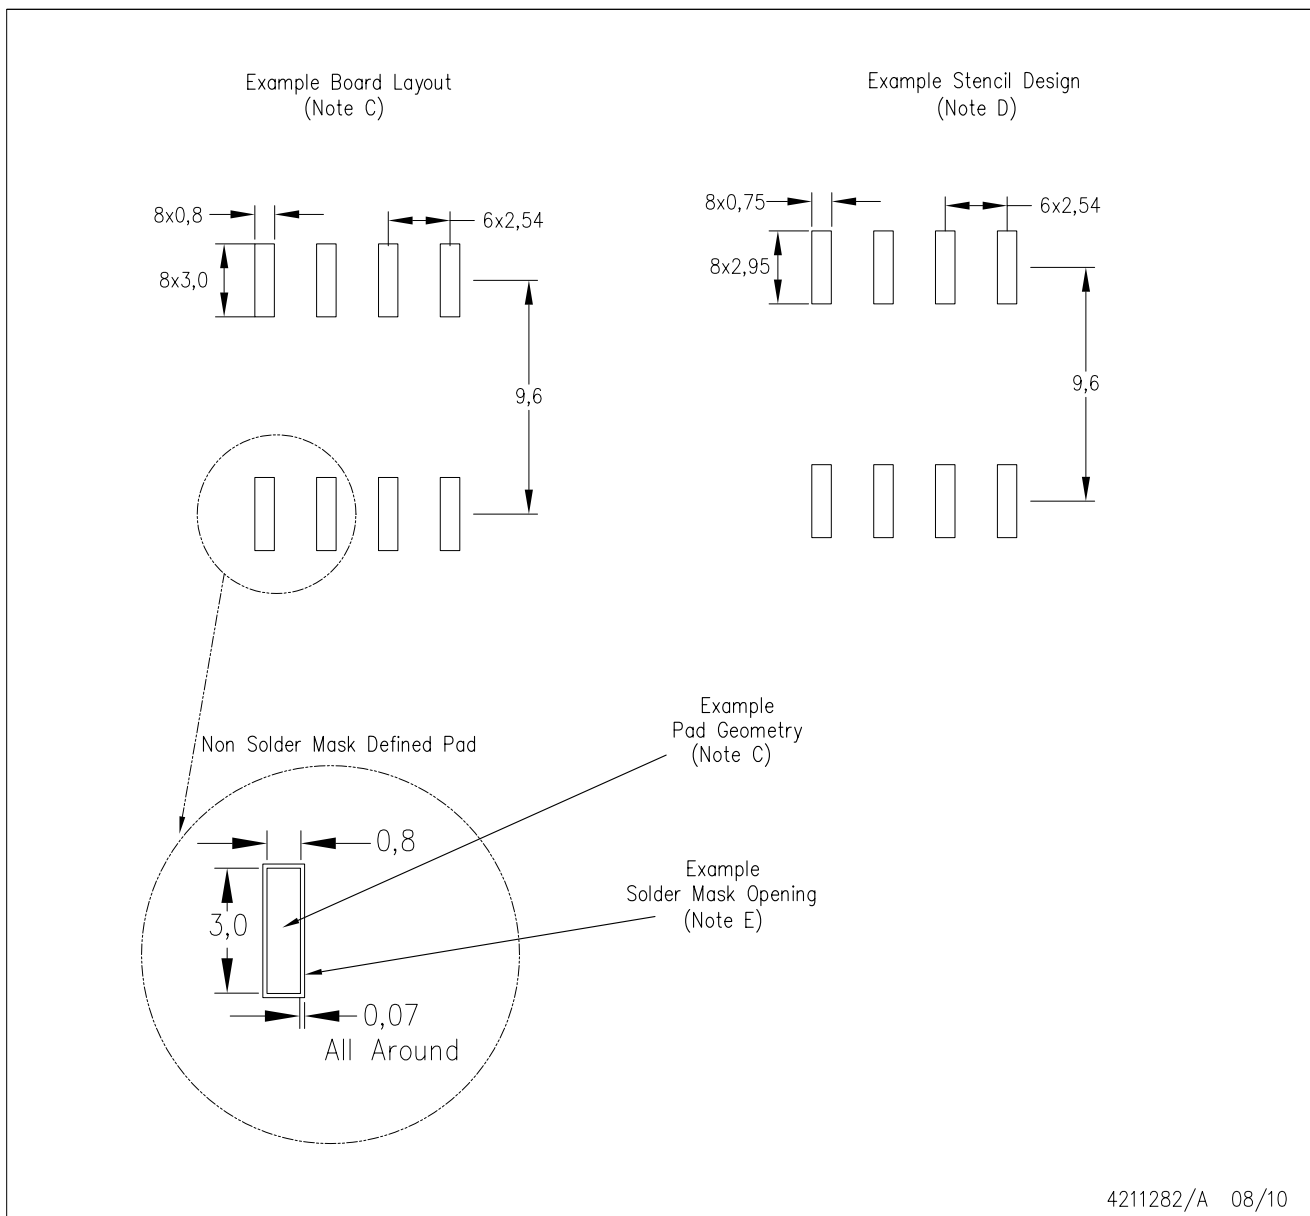 Example Board Layout
(Note C)
Example Stencil Design
(Note D)
8x0,8
6x2,54
8x3,0
9,6
8x0,75
6x2,54
8x2,95
9,6
Non Solder Mask Defined Pad
Example
Pad Geometry
(Note C)
0,8
3,0
Example
Solder Mask Opening
(Note E)
0,07
All Around
4211282/A 08/10